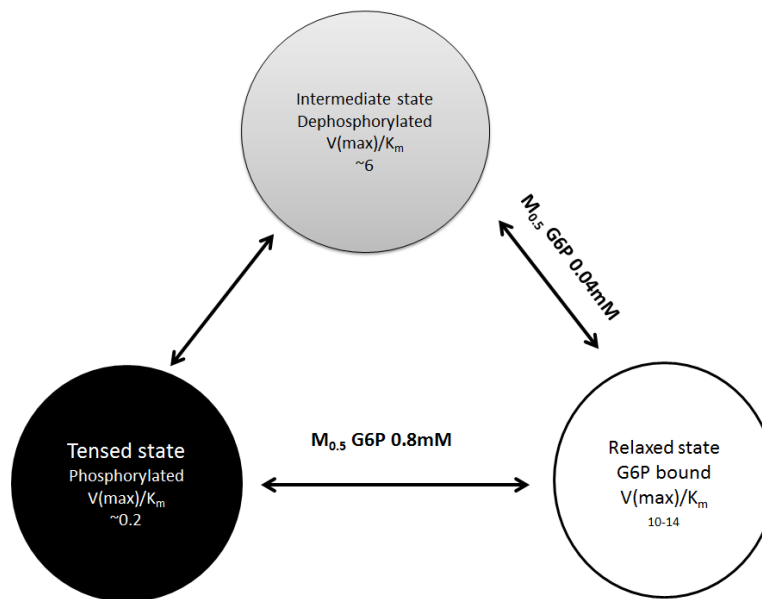 Intermediate state
Dephosphorylated
V(max)/Kₘ
~6
M₀.₅ G6P 0.04mM
M₀.₅ G6P 0.8mM
Tensed state
Phosphorylated
V(max)/Kₘ
~0.2
Relaxed state
G6P bound
V(max)/Kₘ
10-14